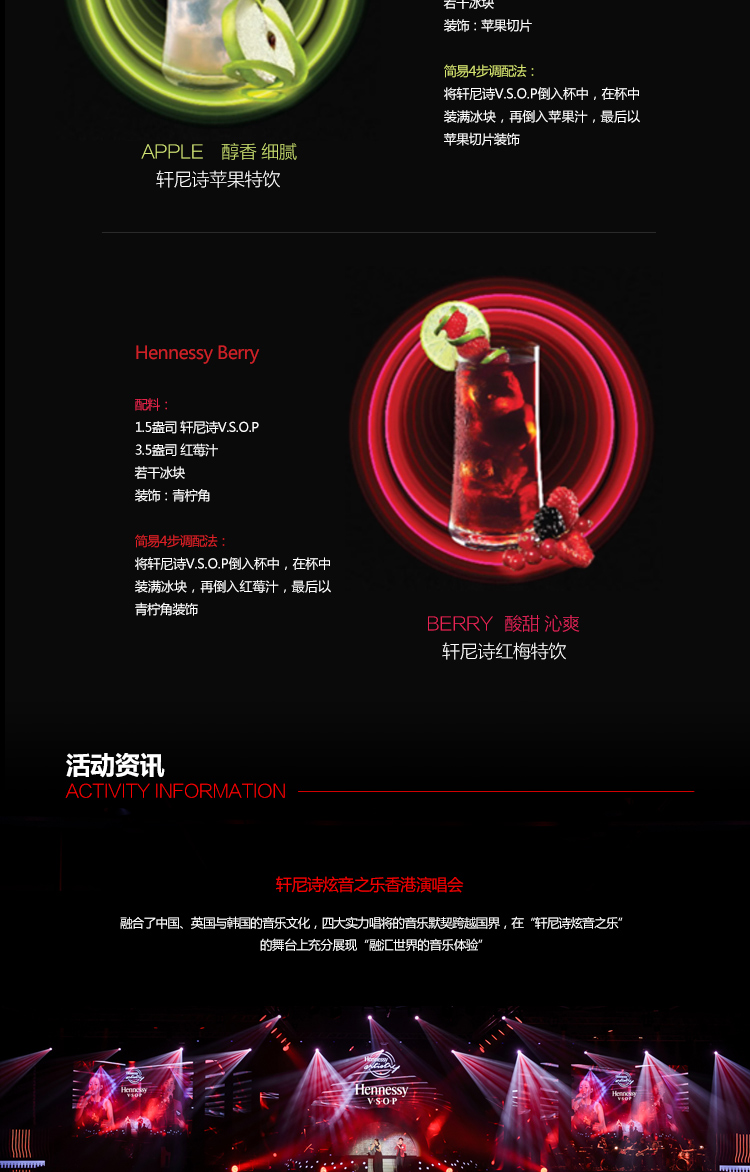 若干冰块
装饰：苹果切片
简易4步调配法：
将轩尼诗V.S.O.P倒入杯中，在杯中
装满冰块，再倒入苹果汁，最后以
苹果切片装饰
APPLE 醇香 细腻
轩尼诗苹果特饮
Hennessy Berry
配料：
1.5盎司 轩尼诗V.S.O.P
3.5盎司 红莓汁
若干冰块
装饰：青柠角
简易4步调配法：
将轩尼诗V.S.O.P倒入杯中，在杯中
装满冰块，再倒入红莓汁，最后以
青柠角装饰
BERRY 酸甜 沁爽
轩尼诗红梅特饮
活动资讯
ACTIVITY INFORMATION
轩尼诗炫音之乐香港演唱会
融合了中国、英国与韩国的音乐文化，四大实力唱将的音乐默契跨越国界，在“轩尼诗炫音之乐”
的舞台上充分展现“融汇世界的音乐体验”
Hennessy
artistry
Hennessy
V·S·O·P
Hennessy
V·S·O·P
Hennessy
V·S·O·P